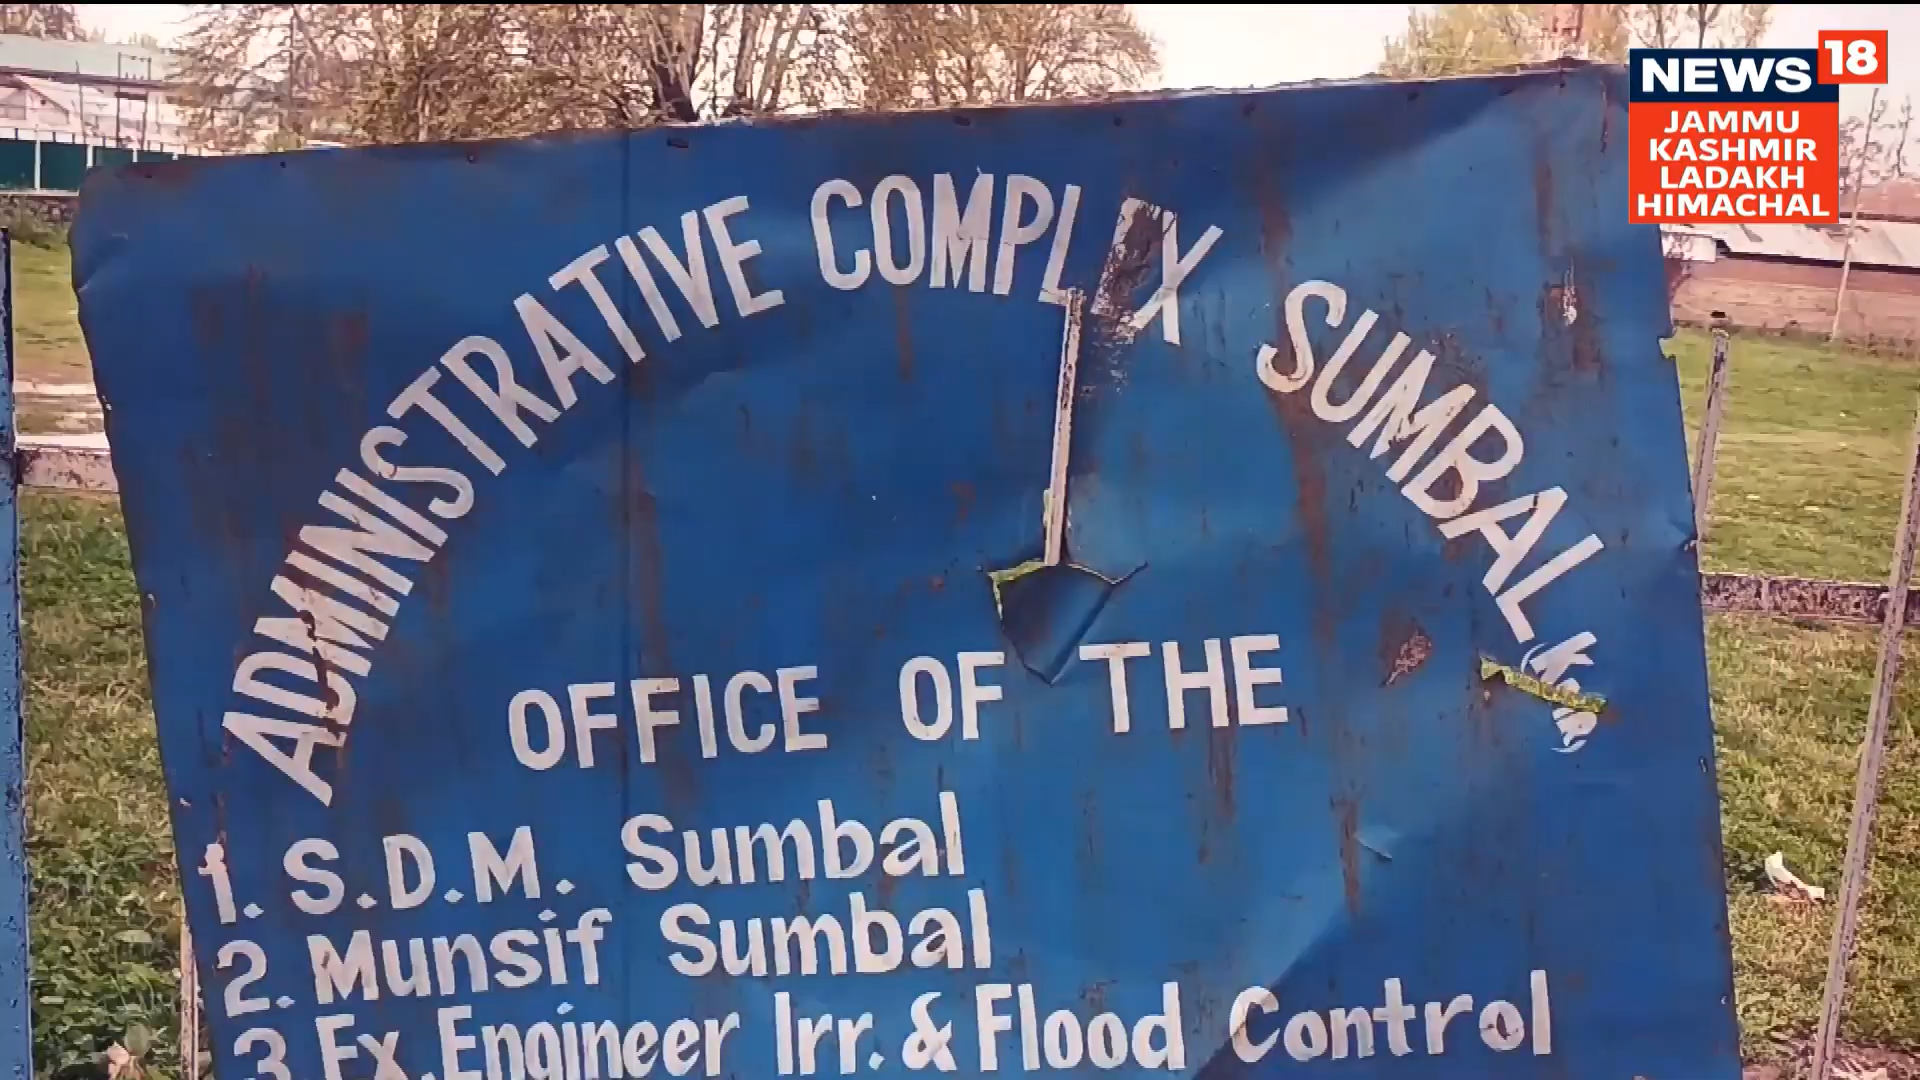 NEWS 18
JAMMU
KASHMIR
LADAKH
HIMACHAL
ADMINISTRATIVE COMPLEX SUMBAL
OFFICE OF THE
1. S.D.M. Sumbal
2. Munsif Sumbal
3. Ex. Engineer Irr. & Flood Control